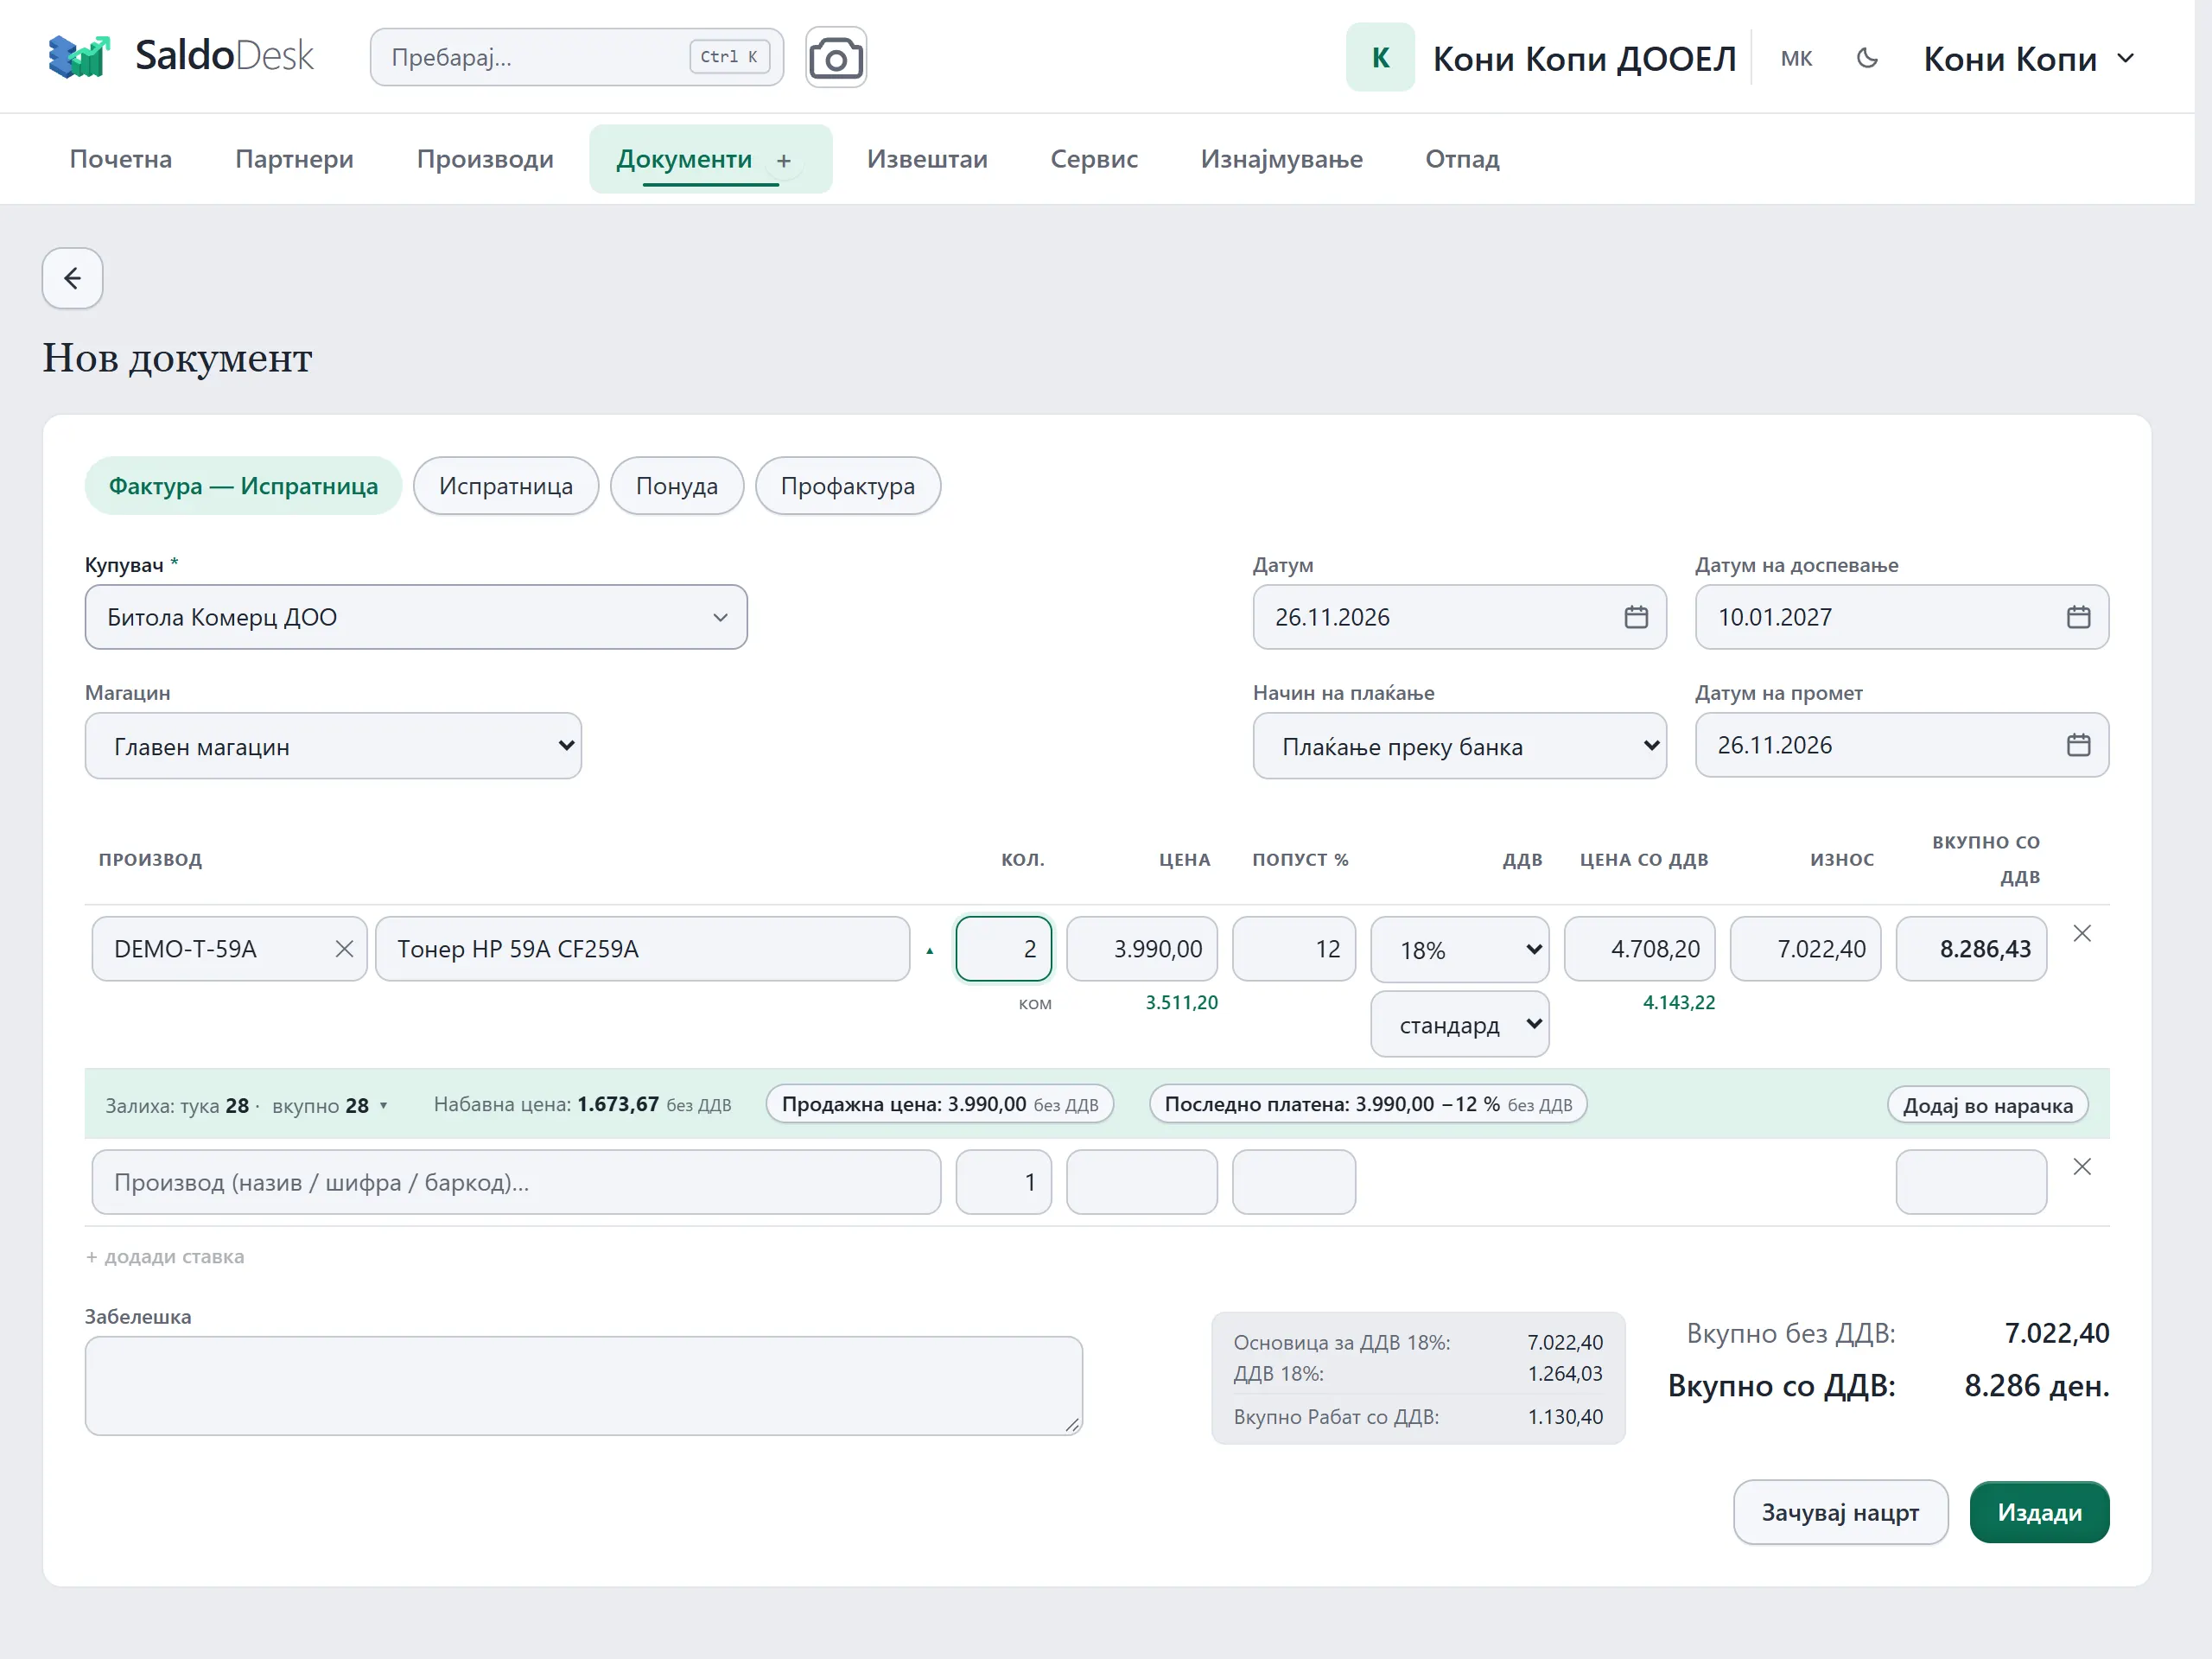 SaldoDesk
Пребарај...
Ctrl K
К
Кони Копи ДООЕЛ
МК
Кони Копи
Почетна
Партнери
Производи
Документи +
Извештаи
Сервис
Изнајмување
Отпад
Нов документ
Фактура — Испратница
Испратница
Понуда
Профактура
Купувач *
Датум
Датум на доспевање
Битола Комерц ДОО
26.11.2026
10.01.2027
Магацин
Начин на плаќање
Датум на промет
Главен магацин
Плаќање преку банка
26.11.2026
ПРОИЗВОД
КОЛ.
ЦЕНА
ПОПУСТ %
ДДВ
ЦЕНА СО ДДВ
ИЗНОС
ВКУПНО СО
ДДВ
DEMO-T-59A
Тонер HP 59A CF259A
2
3.990,00
12
18%
4.708,20
7.022,40
8.286,43
ком
3.511,20
стандард
4.143,22
Залиха: тука 28 · вкупно 28
Набавна цена: 1.673,67 без ДДВ
Продажна цена: 3.990,00 без ДДВ
Последно платена: 3.990,00 −12 % без ДДВ
Додај во нарачка
Производ (назив / шифра / баркод)...
1
+ додади ставка
Забелешка
Основица за ДДВ 18%: 7.022,40
ДДВ 18%: 1.264,03
Вкупно Рабат со ДДВ: 1.130,40
Вкупно без ДДВ: 7.022,40
Вкупно со ДДВ: 8.286 ден.
Зачувај нацрт
Издади